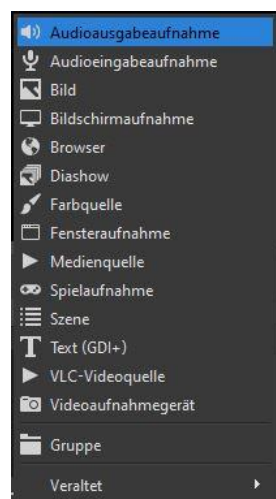 Audioausgabeaufnahme
Audioeingabeaufnahme
Bild
Bildschirmaufnahme
Browser
Diashow
Farbquelle
Fensteraufnahme
Medienquelle
Spielaufnahme
Szene
Text (GDI+)
VLC-Videoquelle
Videoaufnahmegerät
Gruppe
Veraltet